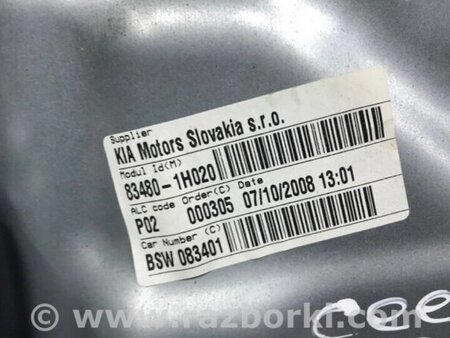 Supplier
KIA Motors Slovakia s.r.o.
Modul Id(M)
83480-1H020
ALC code Order(C) Date
P02 000305 07/10/2008 13:01
Car Number (C)
BSW 083401
cee
© www.razborki.com